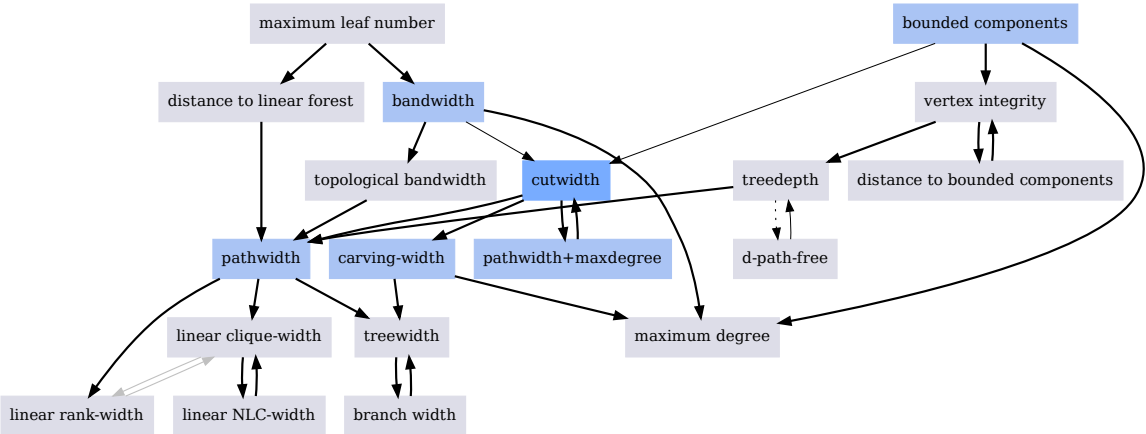 maximum leaf number
bounded components
distance to linear forest
bandwidth
vertex integrity
topological bandwidth
cutwidth
treedepth
distance to bounded components
pathwidth
carving-width
pathwidth+maxdegree
d-path-free
linear clique-width
treewidth
maximum degree
linear rank-width
linear NLC-width
branch width